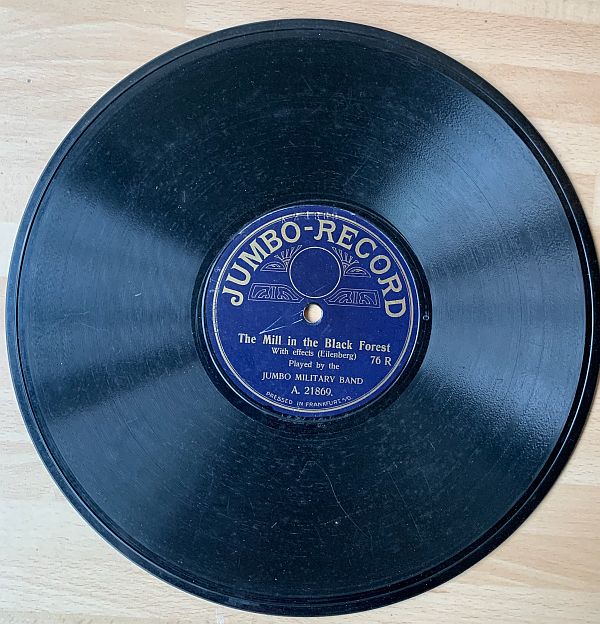 JUMBO-RECORD
The Mill in the Black Forest
With effects (Eilenberg) 76 R
Played by the
JUMBO MILITARY BAND
A. 21869.
PRESSED IN FRANKFURT